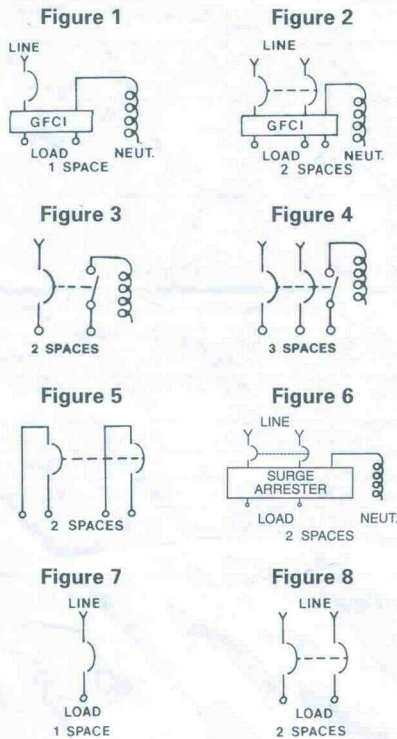 Figure 1
LINE
GFCI
LOAD
NEUT.
1 SPACE
Figure 2
LINE
GFCI
LOAD
NEUT.
2 SPACES
Figure 3
2 SPACES
Figure 4
3 SPACES
Figure 5
2 SPACES
Figure 6
LINE
SURGE
ARRESTER
LOAD
NEUT.
2 SPACES
Figure 7
LINE
LOAD
1 SPACE
Figure 8
LINE
LOAD
2 SPACES